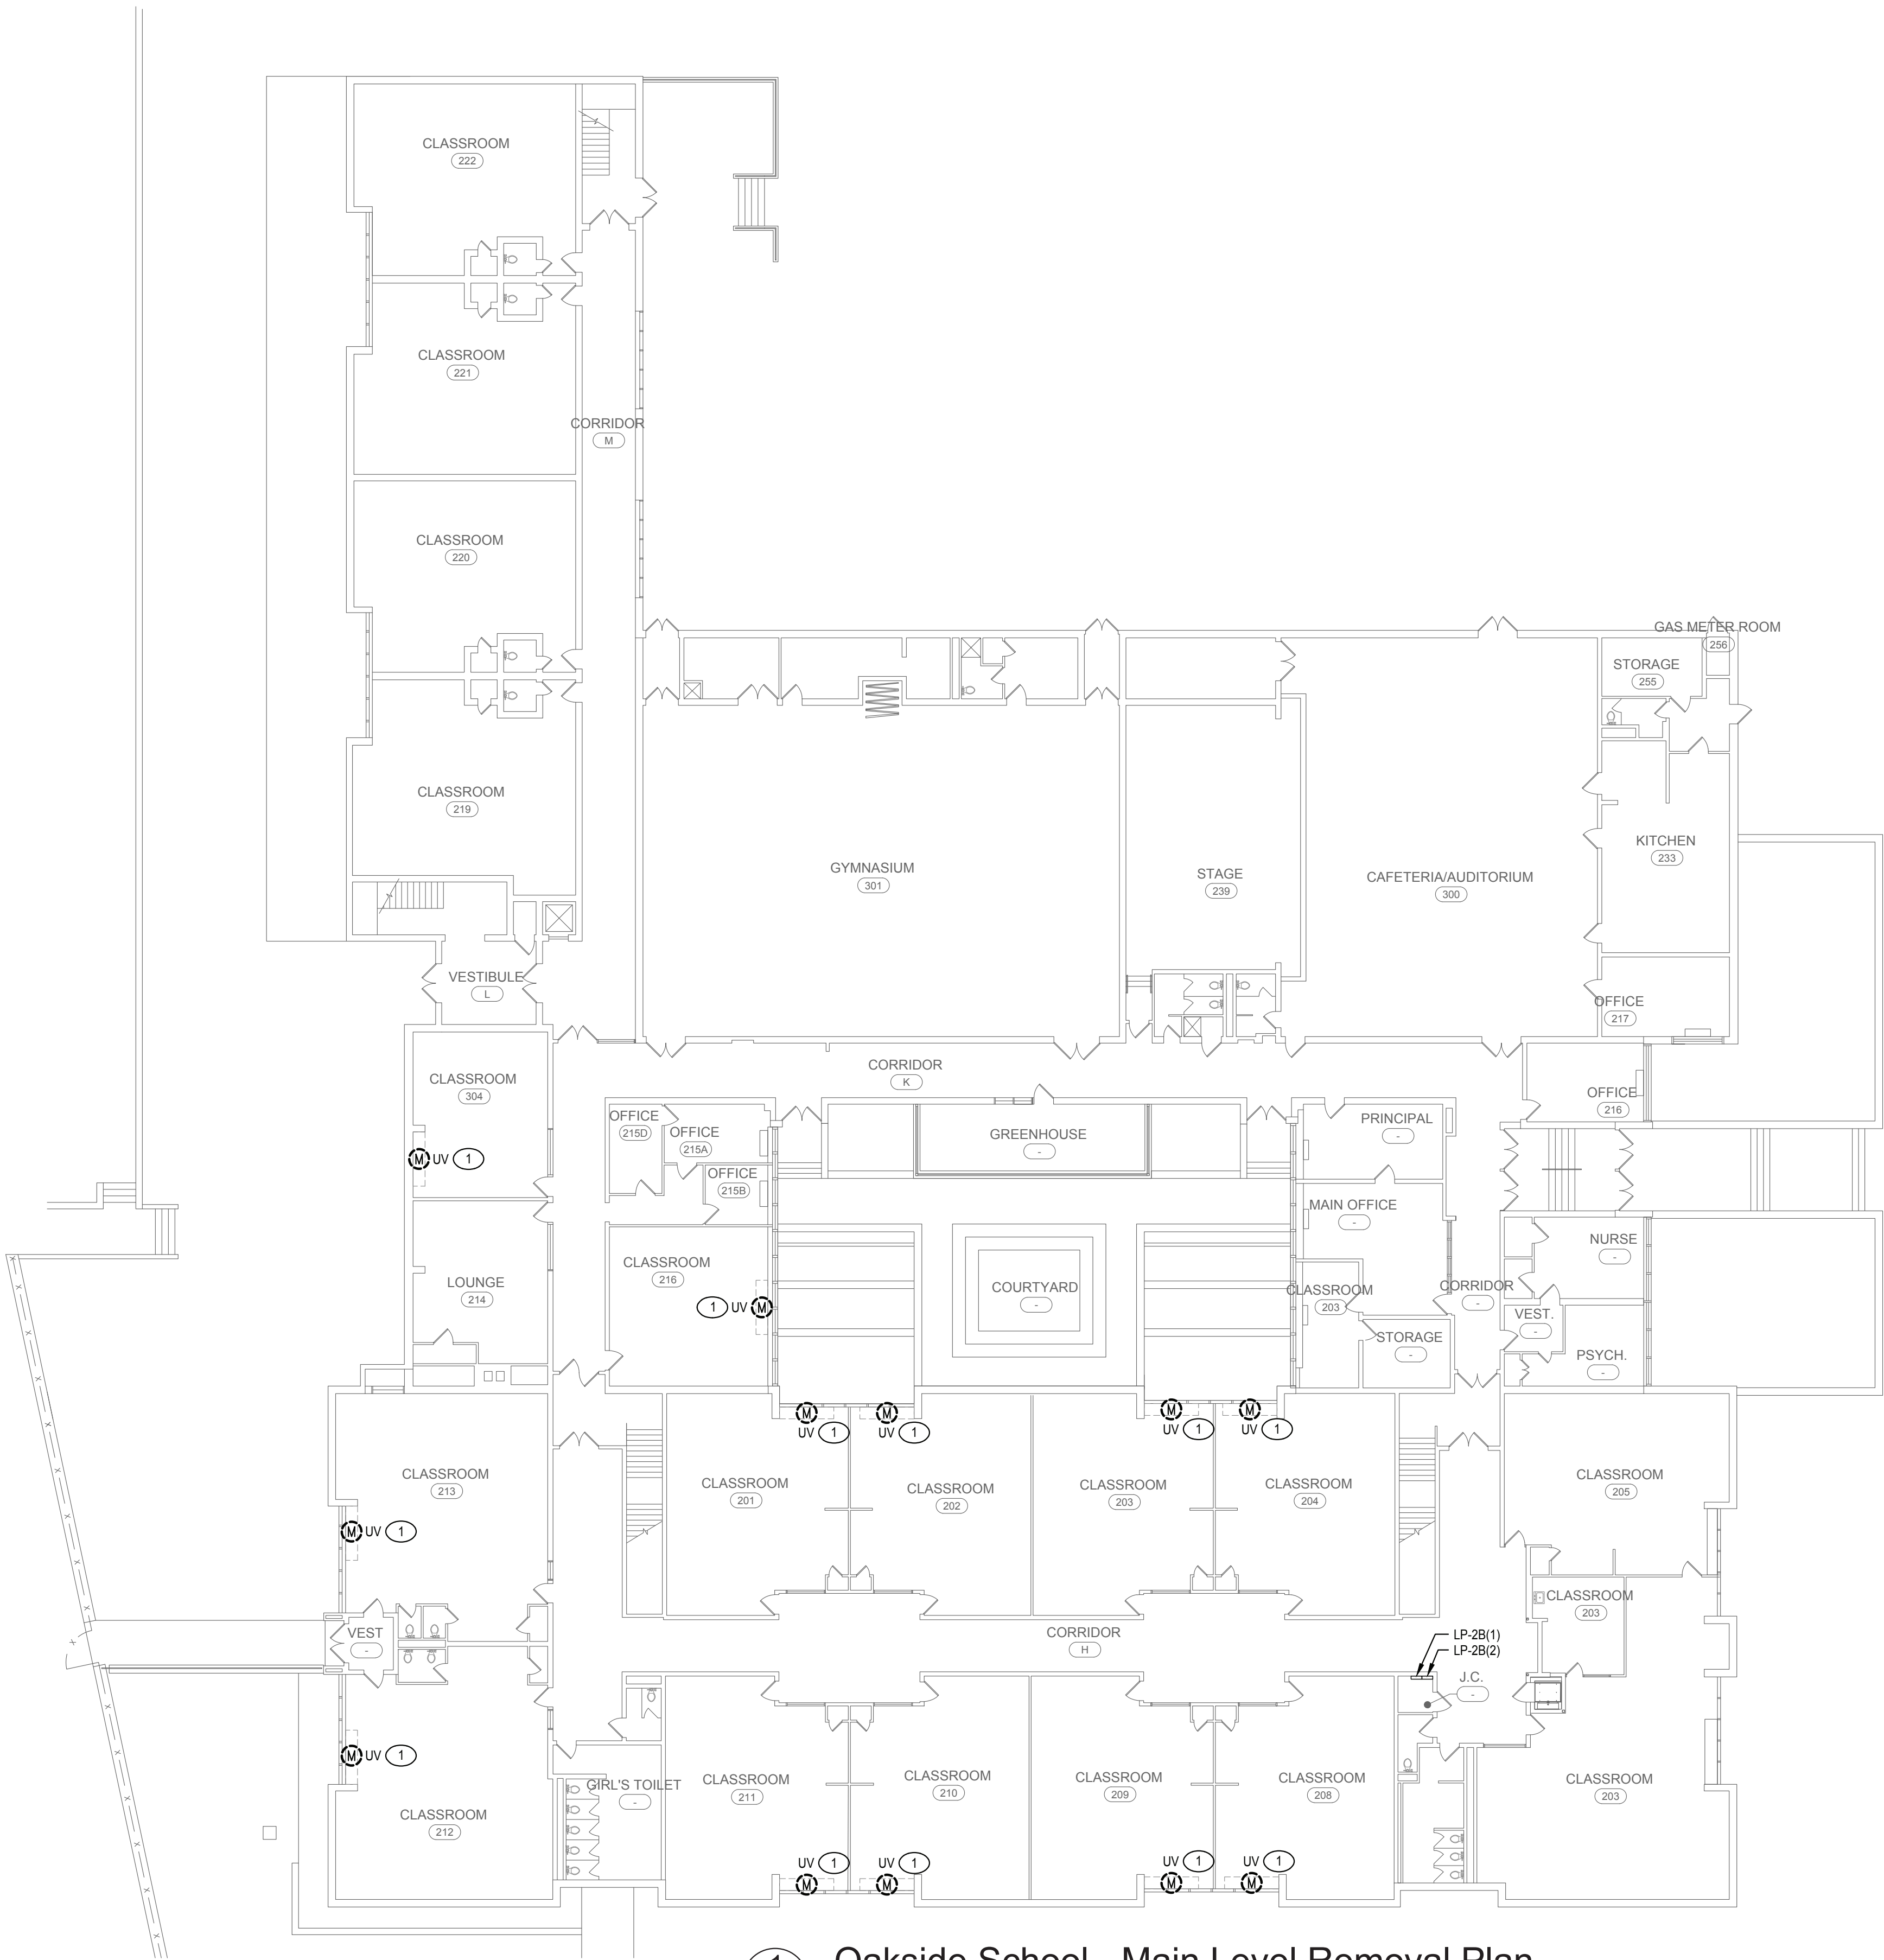 CLASSROOM
222
CLASSROOM
221
CORRIDOR
M
CLASSROOM
220
CLASSROOM
219
GAS METER ROOM
256
STORAGE
255
KITCHEN
233
GYMNASIUM
301
STAGE
239
CAFETERIA/AUDITORIUM
300
VESTIBULE
L
OFFICE
217
CLASSROOM
304
M UV 1
CORRIDOR
K
OFFICE
215D
OFFICE
215A
OFFICE
215B
GREENHOUSE
-
PRINCIPAL
-
OFFICE
216
MAIN OFFICE
-
NURSE
-
LOUNGE
214
CLASSROOM
216
1 UV M
COURTYARD
-
CLASSROOM
203
CORRIDOR
-
STORAGE
-
VEST.
-
PSYCH.
-
M
UV 1
M
UV 1
M
UV 1
M
UV 1
CLASSROOM
213
M UV 1
CLASSROOM
201
CLASSROOM
202
CLASSROOM
203
CLASSROOM
204
CLASSROOM
205
CLASSROOM
203
VEST
-
CORRIDOR
H
LP-2B(1)
LP-2B(2)
J.C.
-
M UV 1
CLASSROOM
212
GIRL'S TOILET
-
CLASSROOM
211
CLASSROOM
210
CLASSROOM
209
CLASSROOM
208
CLASSROOM
203
UV 1
M
UV 1
M
UV 1
M
UV 1
M
Oakside School - Main Level Removal Plan